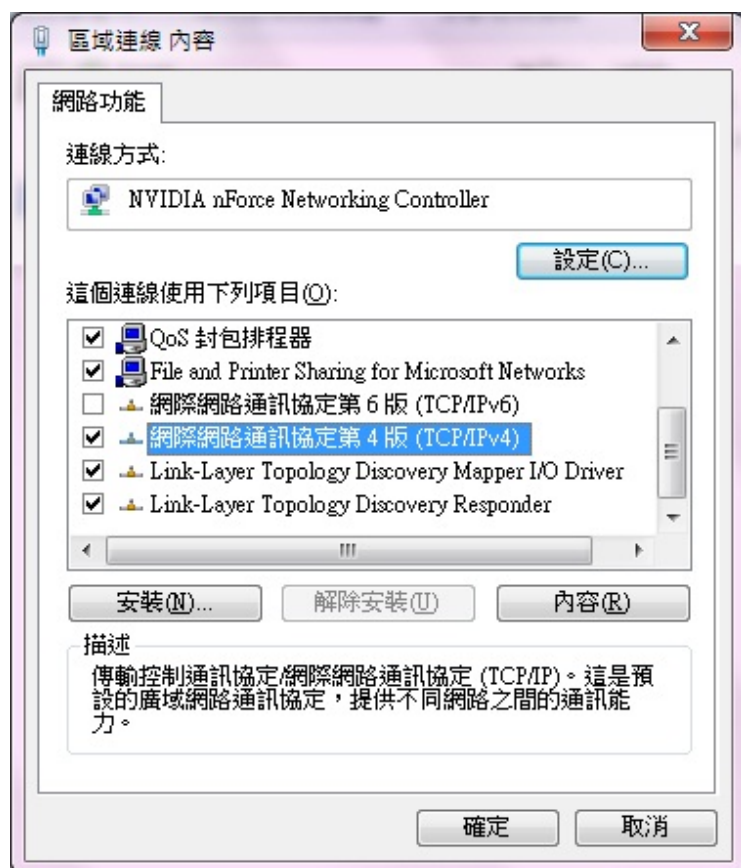 區域連線 內容
網路功能
連線方式:
NVIDIA nForce Networking Controller
設定(C)...
這個連線使用下列項目(O):
QoS 封包排程器
File and Printer Sharing for Microsoft Networks
網際網路通訊協定第 6 版 (TCP/IPv6)
網際網路通訊協定第 4 版 (TCP/IPv4)
Link-Layer Topology Discovery Mapper I/O Driver
Link-Layer Topology Discovery Responder
安裝(N)... 解除安裝(U) 內容(R)
描述
傳輸控制通訊協定/網際網路通訊協定 (TCP/IP)。這是預
設的廣域網路通訊協定，提供不同網路之間的通訊能
力。
確定 取消